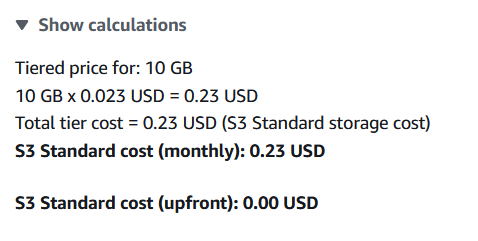 Show calculations
Tiered price for: 10 GB
10 GB x 0.023 USD = 0.23 USD
Total tier cost = 0.23 USD (S3 Standard storage cost)
S3 Standard cost (monthly): 0.23 USD
S3 Standard cost (upfront): 0.00 USD